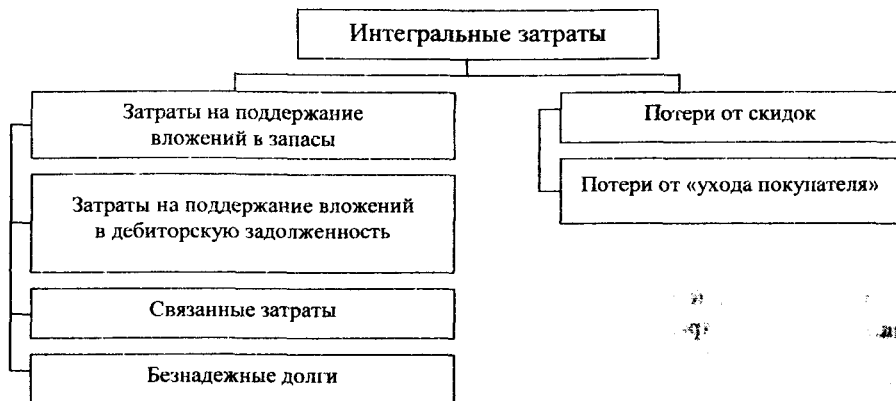 Интегральные затраты
Затраты на поддержание
вложений в запасы
Затраты на поддержание вложений
в дебиторскую задолженность
Связанные затраты
Безнадежные долги
Потери от скидок
Потери от «ухода покупателя»